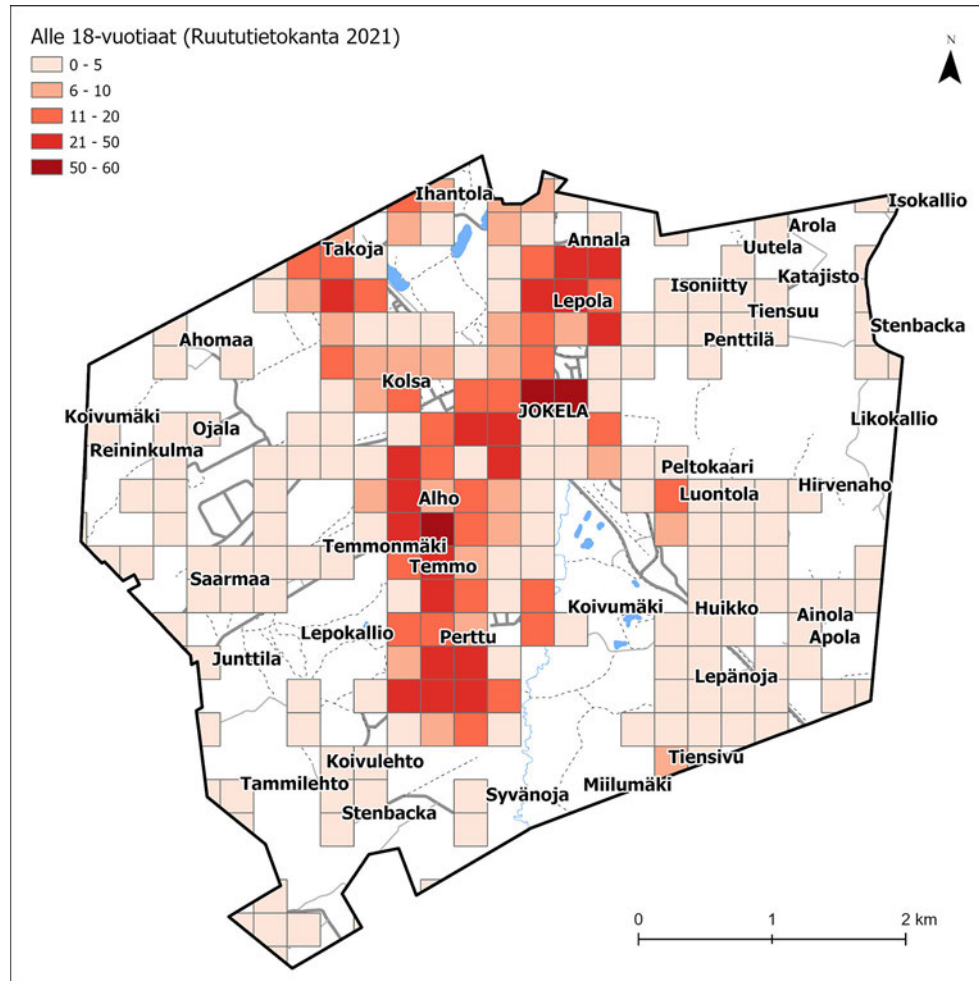 Alle 18-vuotiaat (Ruututietokanta 2021)
0 - 5
6 - 10
11 - 20
21 - 50
50 - 60
N
Ihantola
Isokallio
Arola
Takoja
Annala
Uutela
Katajisto
Isoniitty
Lepola
Tiensuu
Stenbacka
Ahomaa
Penttilä
Kolsa
JOKELA
Koivumäki
Likokallio
Ojala
Reininkulma
Peltokaari
Hirvenaho
Alho
Luontola
Temmonmäki
Temmo
Saarmaa
Koivumäki
Huikko
Ainola
Lepokallio
Perttu
Apola
Junttila
Lepänoja
Tiensivu
Koivulehto
Tammilehto
Miilumäki
Syvänoja
Stenbacka
0 1 2 km